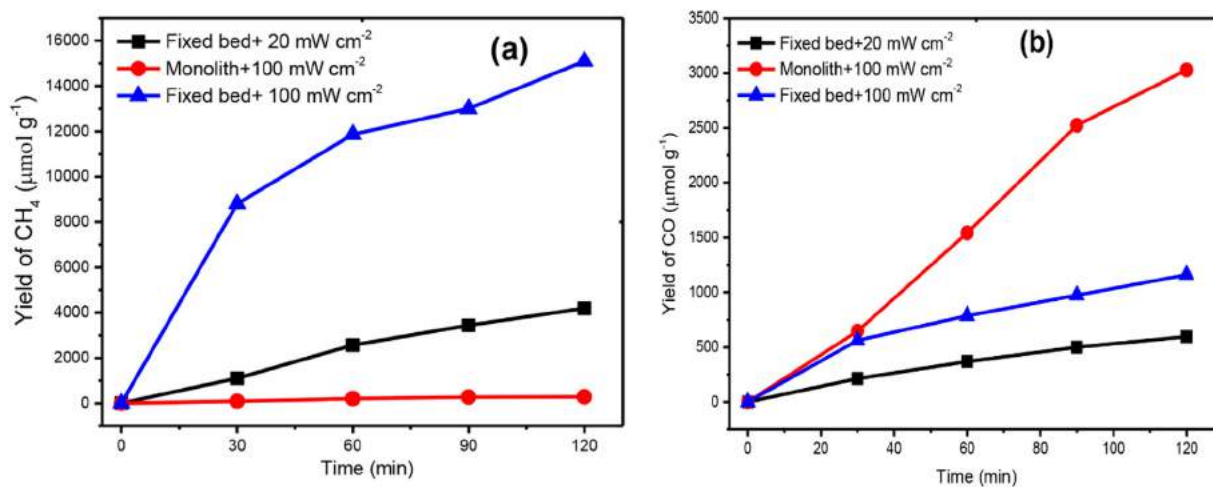 (a)
Fixed bed+ 20 mW cm-2
Monolith+100 mW cm-2
Fixed bed+ 100 mW cm-2
Yield of CH4 (μmol g-1)
16000
14000
12000
10000
8000
6000
4000
2000
0
0 30 60 90 120
Time (min)
(b)
Fixed bed+20 mW cm-2
Monolith+100 mW cm-2
Fixed bed+100 mW cm-2
Yield of CO (μmol g-1)
3500
3000
2500
2000
1500
1000
500
0
0 20 40 60 80 100 120
Time (min)